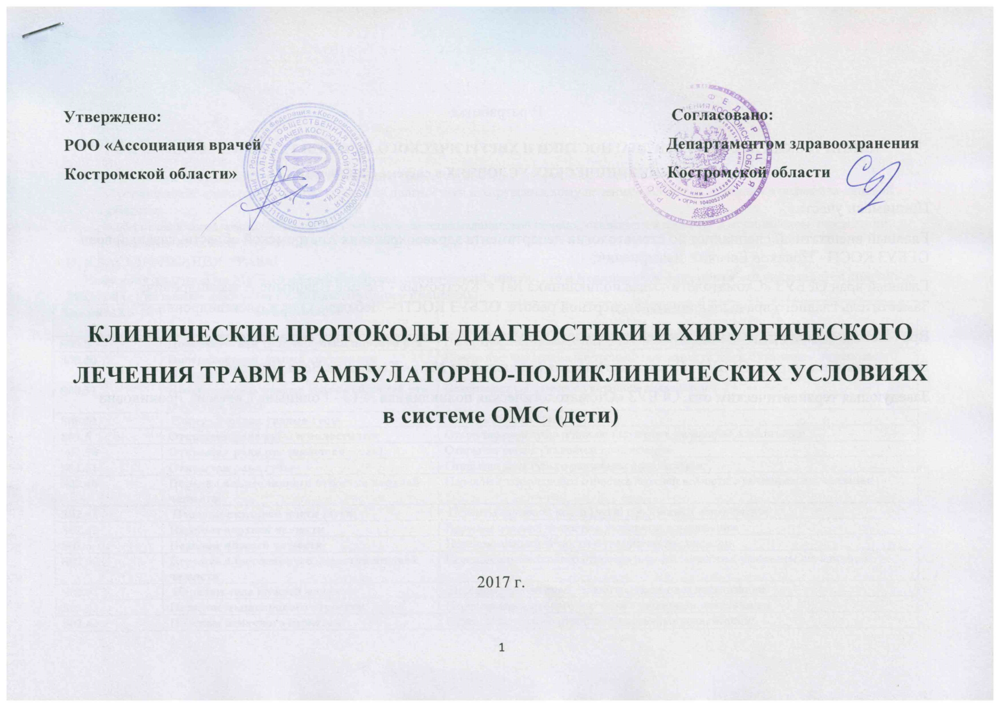 Утверждено:
РОО «Ассоциация врачей
Костромской области»
Согласовано:
Департаментом здравоохранения
Костромской области
КЛИНИЧЕСКИЕ ПРОТОКОЛЫ ДИАГНОСТИКИ И ХИРУРГИЧЕСКОГО
ЛЕЧЕНИЯ ТРАВМ В АМБУЛАТОРНО-ПОЛИКЛИНИЧЕСКИХ УСЛОВИЯХ
в системе ОМС (дети)
2017 г.
1